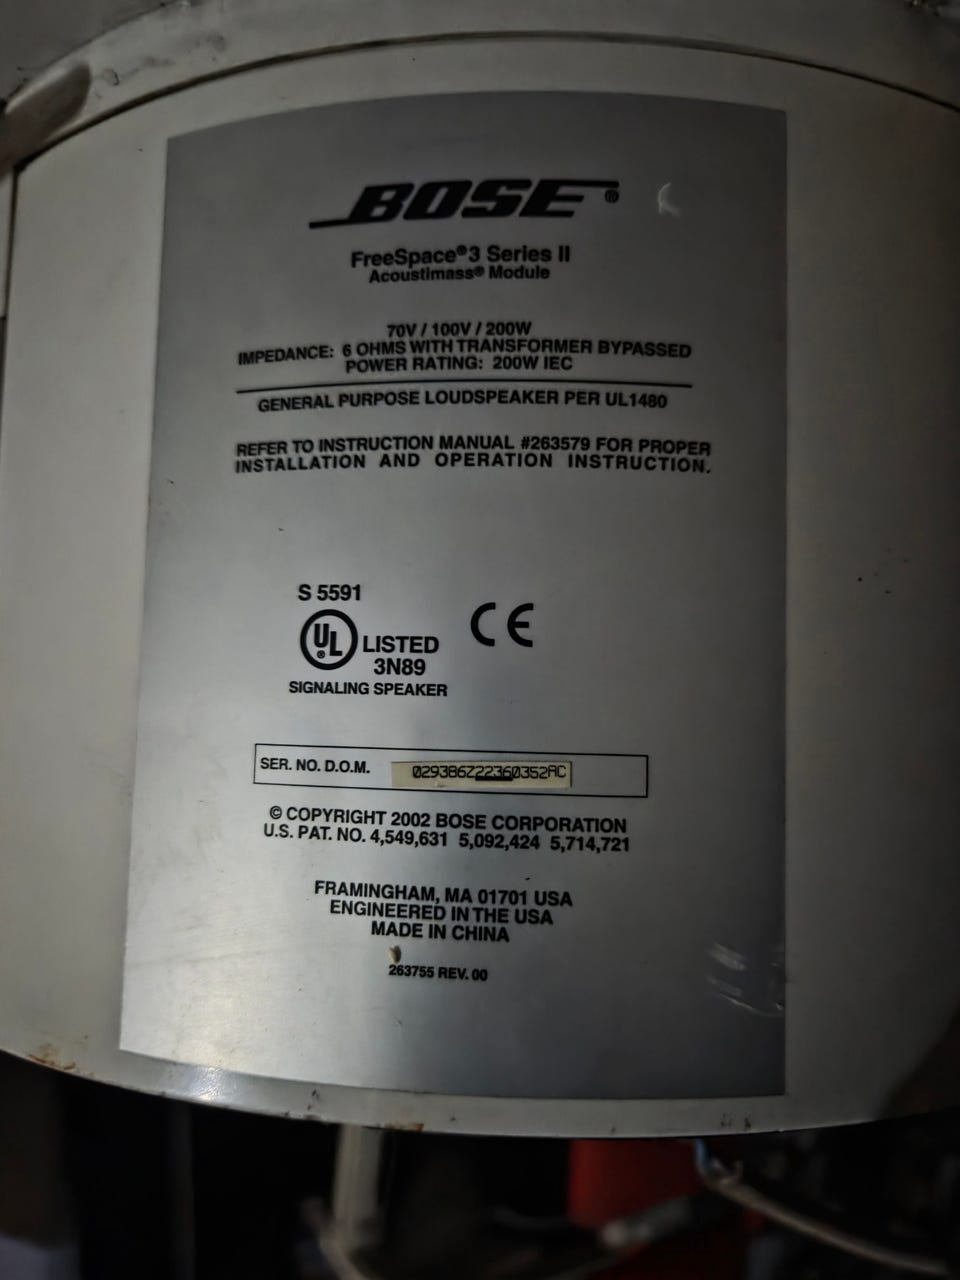 BOSE®
FreeSpace®3 Series II
Acoustimass® Module
70V / 100V / 200W
IMPEDANCE: 6 OHMS WITH TRANSFORMER BYPASSED
POWER RATING: 200W IEC
GENERAL PURPOSE LOUDSPEAKER PER UL1480
REFER TO INSTRUCTION MANUAL #263579 FOR PROPER
INSTALLATION AND OPERATION INSTRUCTION.
S 5591
UL® LISTED CE
3N89
SIGNALING SPEAKER
SER. NO. D.O.M. 029386Z22360352AC
© COPYRIGHT 2002 BOSE CORPORATION
U.S. PAT. NO. 4,549,631 5,092,424 5,714,721
FRAMINGHAM, MA 01701 USA
ENGINEERED IN THE USA
MADE IN CHINA
263755 REV. 00